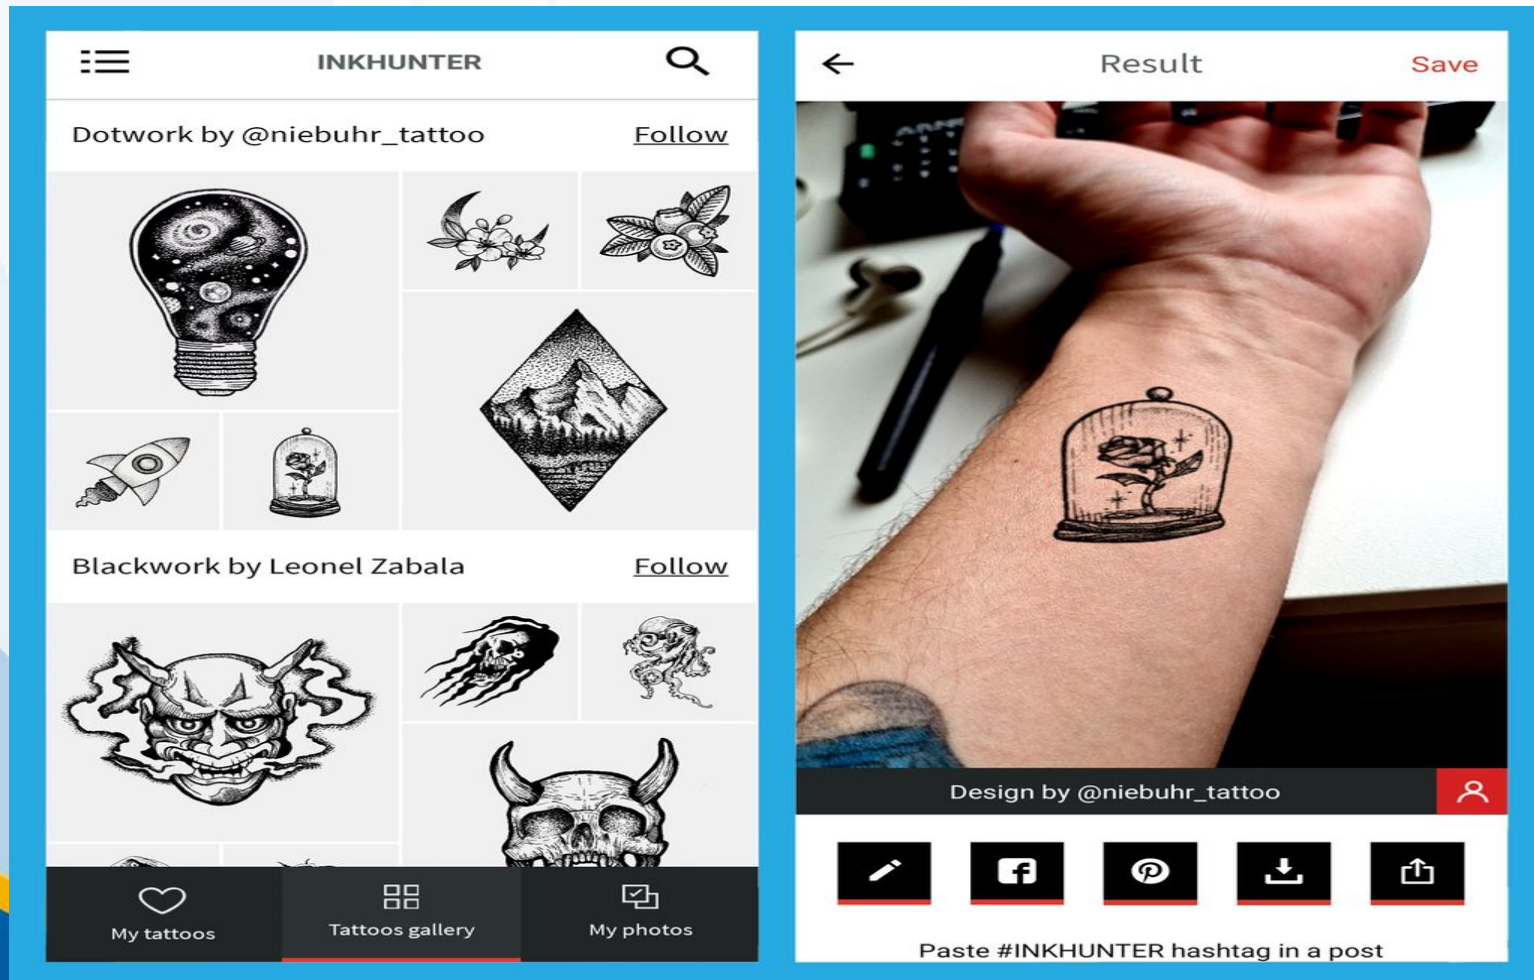 INKHUNTER
Dotwork by @niebuhr_tattoo
Follow
Blackwork by Leonel Zabala
Follow
My tattoos
Tattoos gallery
My photos
Result
Save
Design by @niebuhr_tattoo
Paste #INKHUNTER hashtag in a post